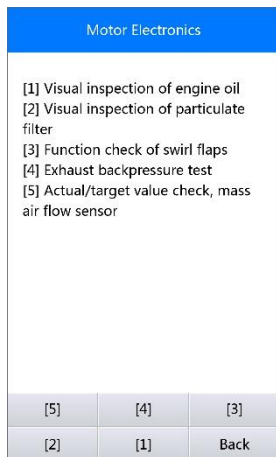 Motor Electronics
[1] Visual inspection of engine oil
[2] Visual inspection of particulate
filter
[3] Function check of swirl flaps
[4] Exhaust backpressure test
[5] Actual/target value check, mass
air flow sensor
[5] [4] [3]
[2] [1] Back